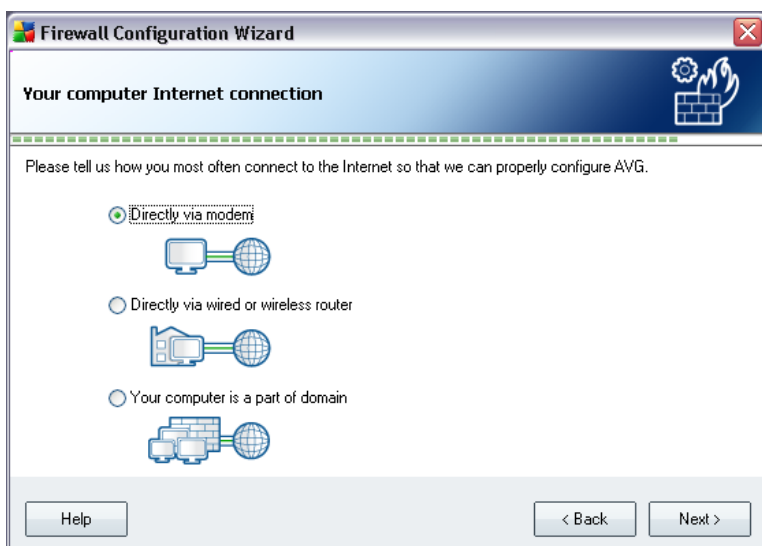 Firewall Configuration Wizard
Your computer Internet connection
Please tell us how you most often connect to the Internet so that we can properly configure AVG.
Directly via modem
Directly via wired or wireless router
Your computer is a part of domain
Help
< Back
Next >